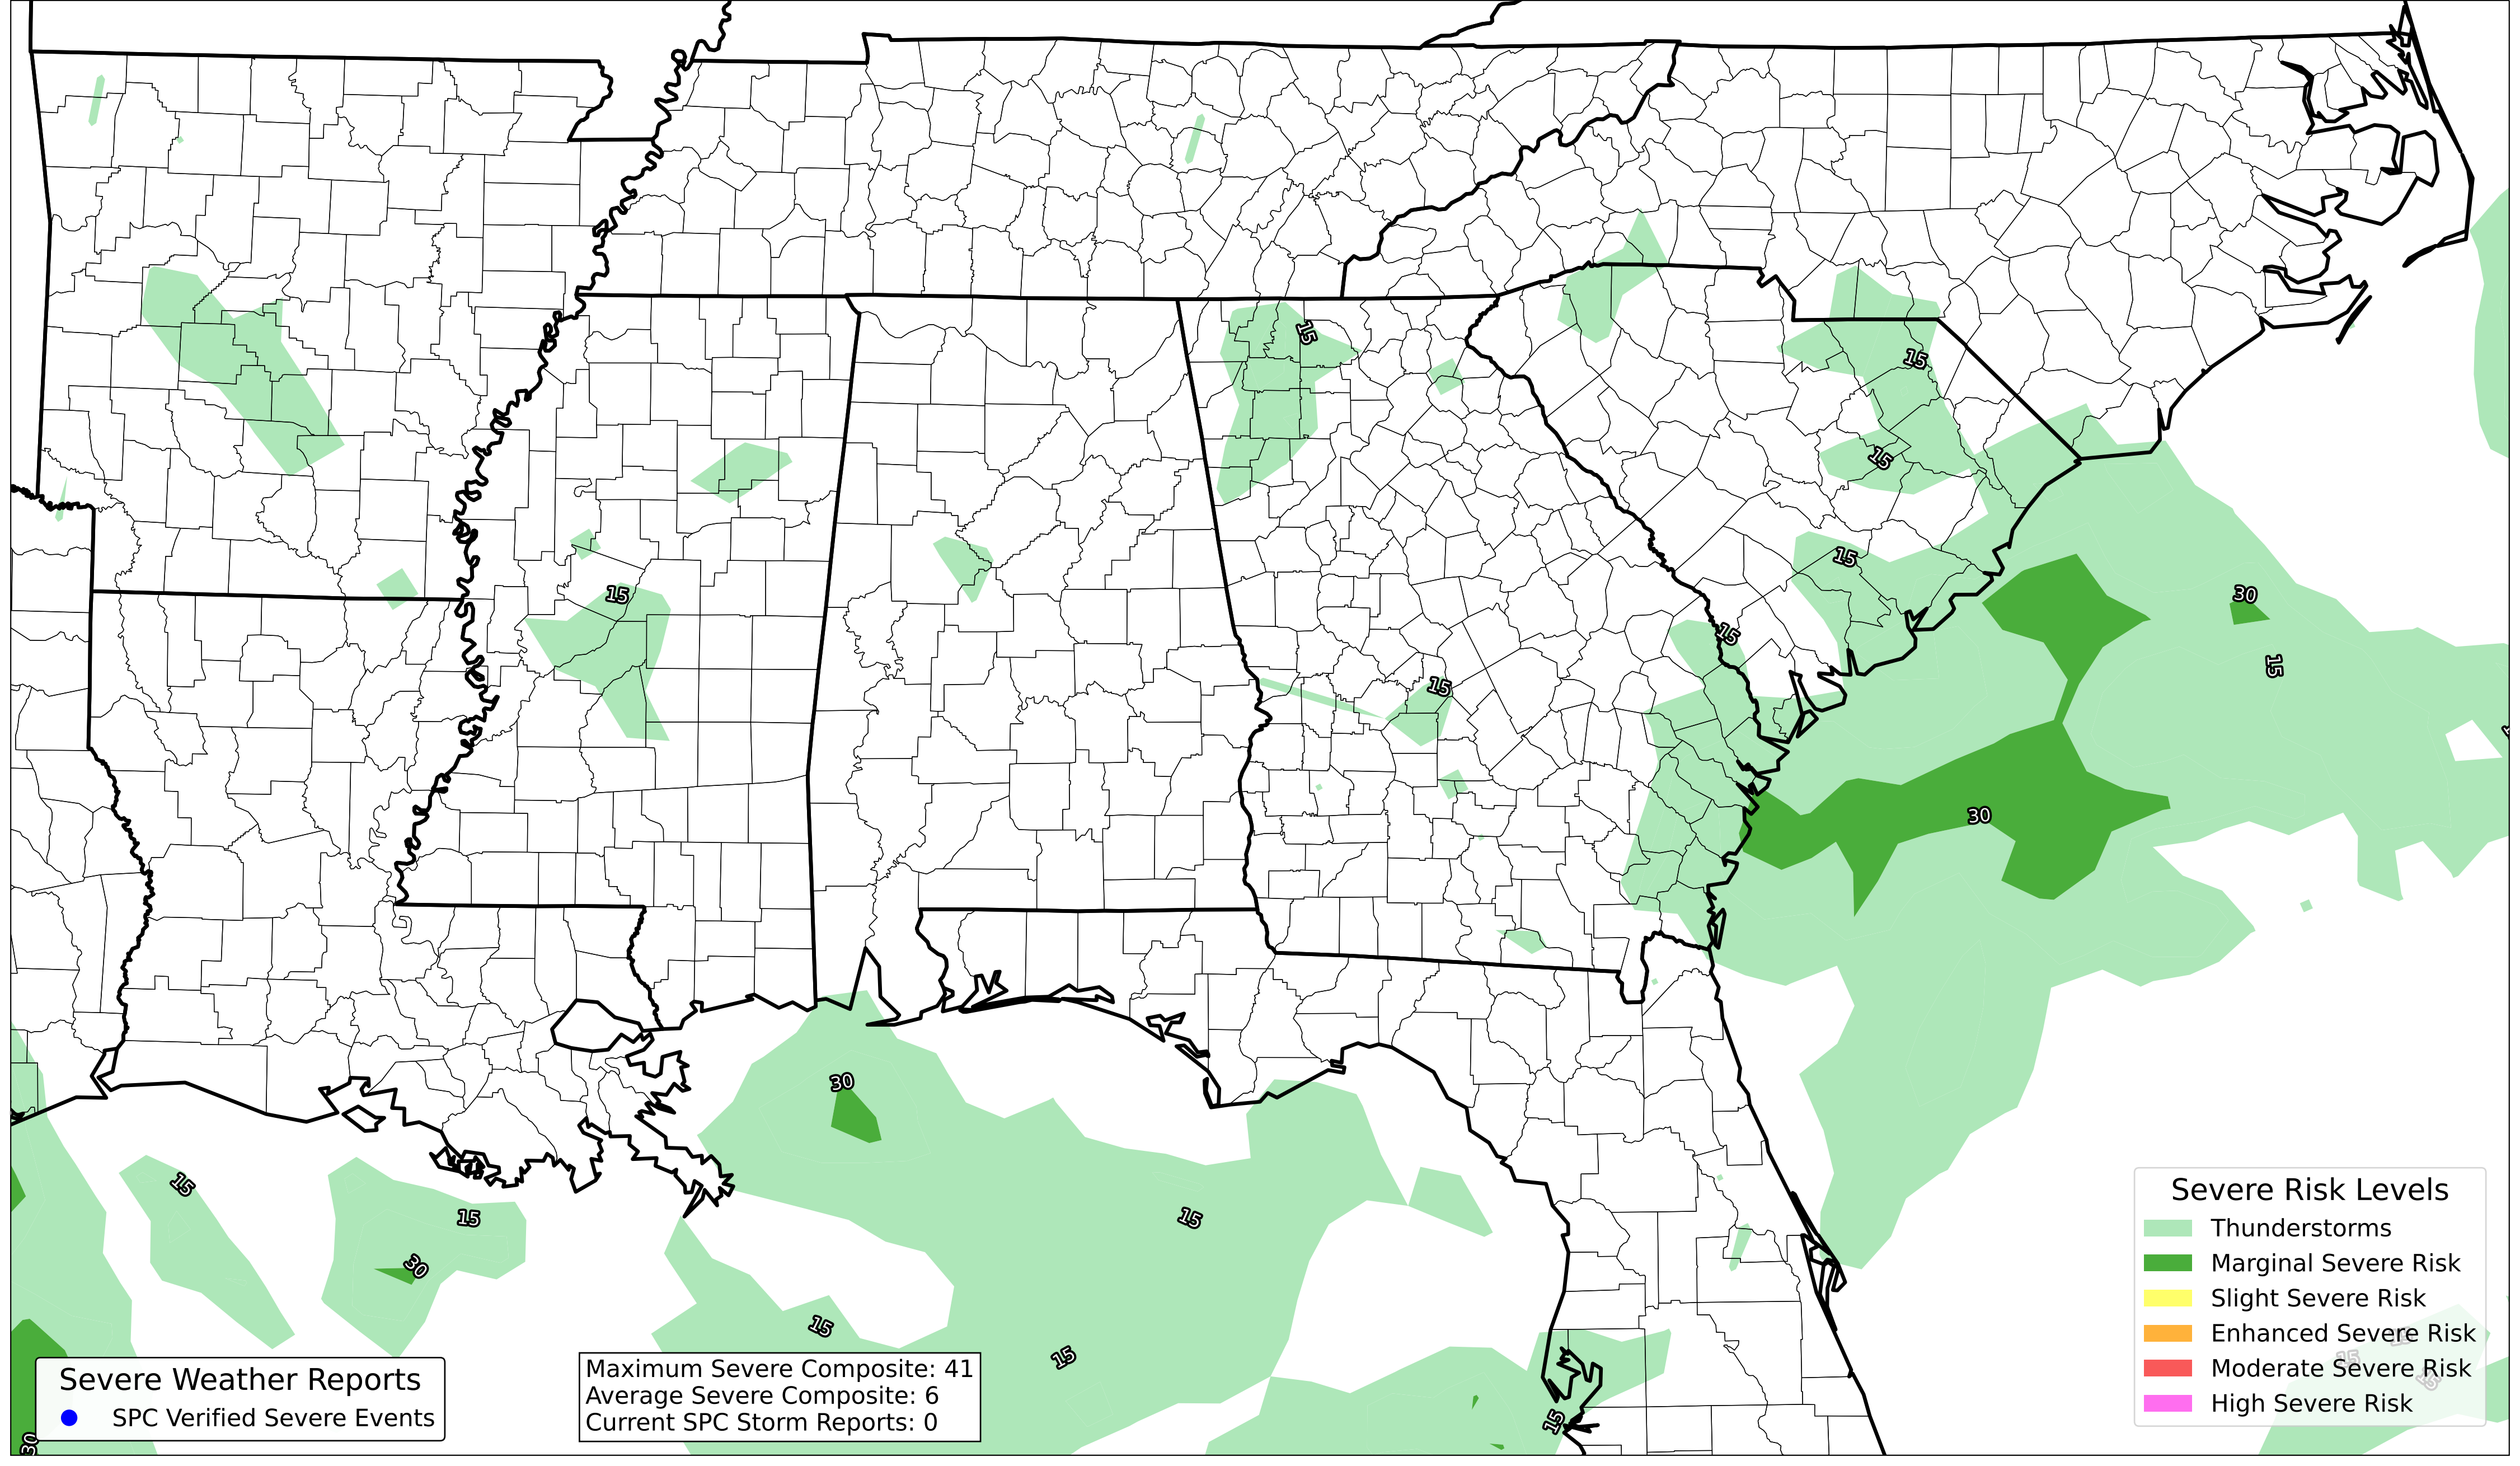 15
15
15
15
15
30
15
15
15
30
30
15
15
15
30
15
15
15
30
Severe Weather Reports
SPC Verified Severe Events
Maximum Severe Composite: 41
Average Severe Composite: 6
Current SPC Storm Reports: 0
Severe Risk Levels
Thunderstorms
Marginal Severe Risk
Slight Severe Risk
Enhanced Severe Risk
Moderate Severe Risk
High Severe Risk
15
15